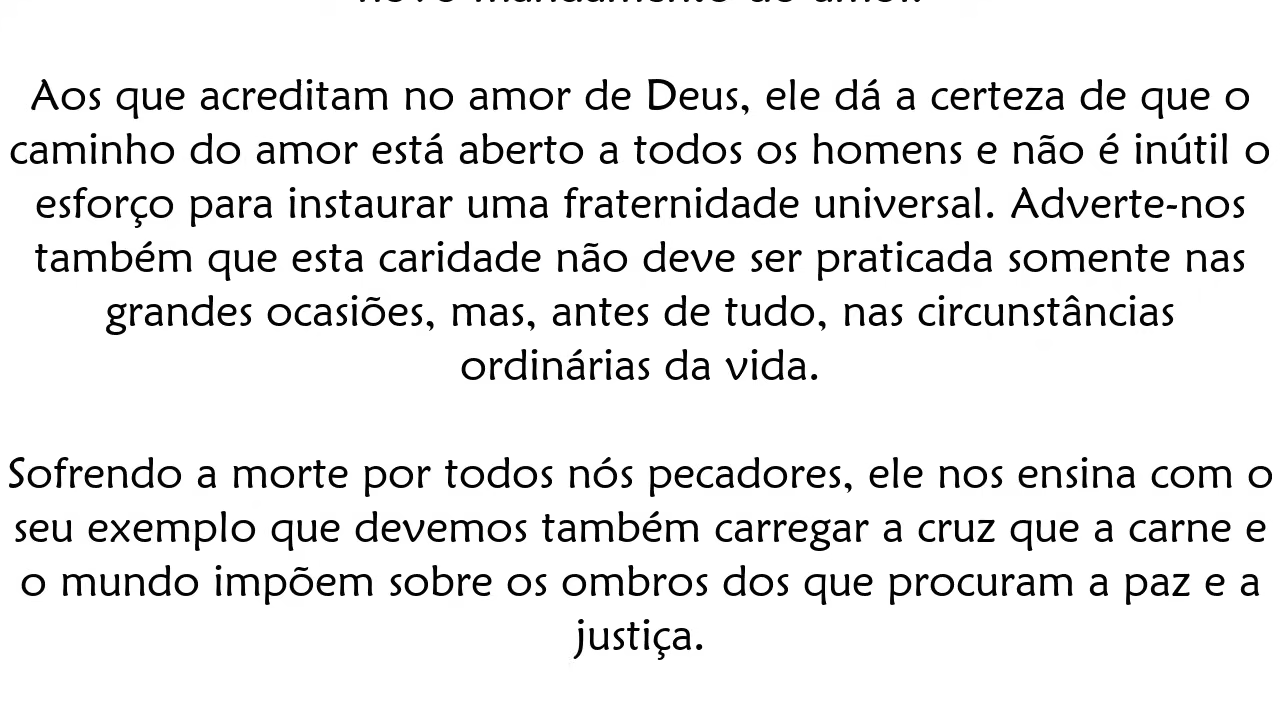 novo mandamento do amor.
Aos que acreditam no amor de Deus, ele dá a certeza de que o
caminho do amor está aberto a todos os homens e não é inútil o
esforço para instaurar uma fraternidade universal. Adverte-nos
também que esta caridade não deve ser praticada somente nas
grandes ocasiões, mas, antes de tudo, nas circunstâncias
ordinárias da vida.
Sofrendo a morte por todos nós pecadores, ele nos ensina com o
seu exemplo que devemos também carregar a cruz que a carne e
o mundo impõem sobre os ombros dos que procuram a paz e a
justiça.